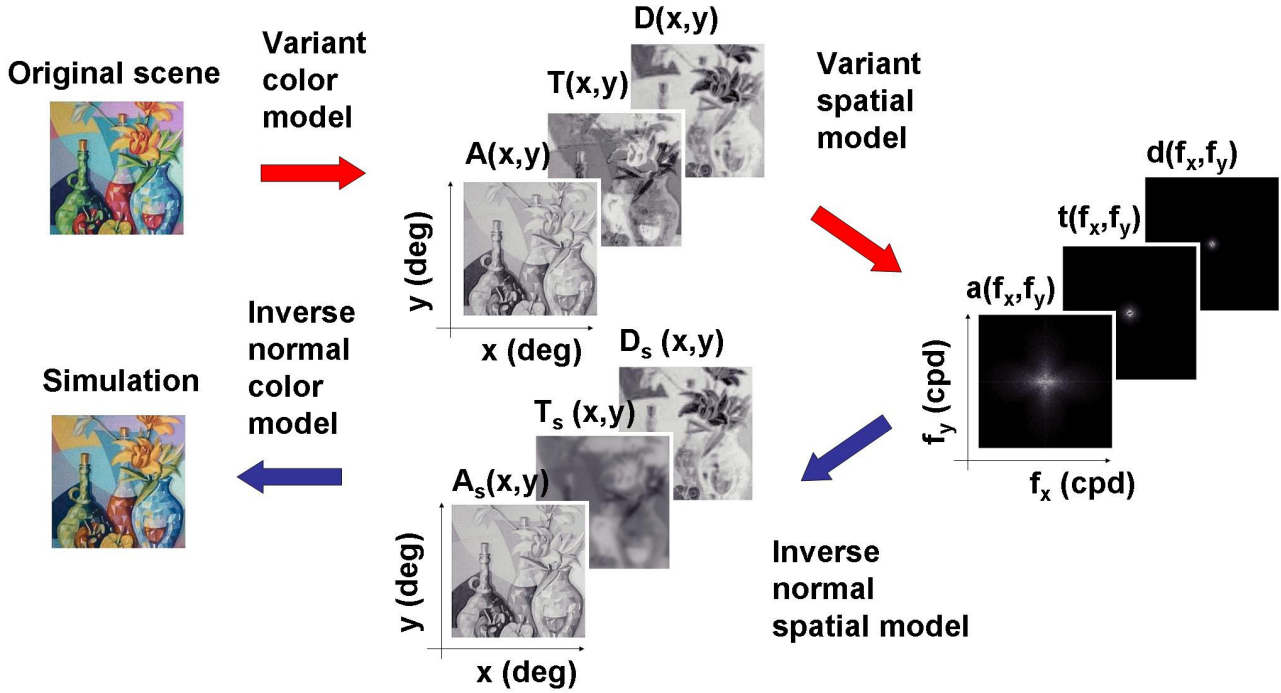 Original scene
Variant
color
model
D(x,y)
T(x,y)
A(x,y)
y (deg)
x (deg)
Variant
spatial
model
d(fx,fy)
t(fx,fy)
a(fx,fy)
fy (cpd)
fx (cpd)
Inverse
normal
spatial model
Ds (x,y)
Ts (x,y)
As(x,y)
y (deg)
x (deg)
Inverse
normal
color
model
Simulation